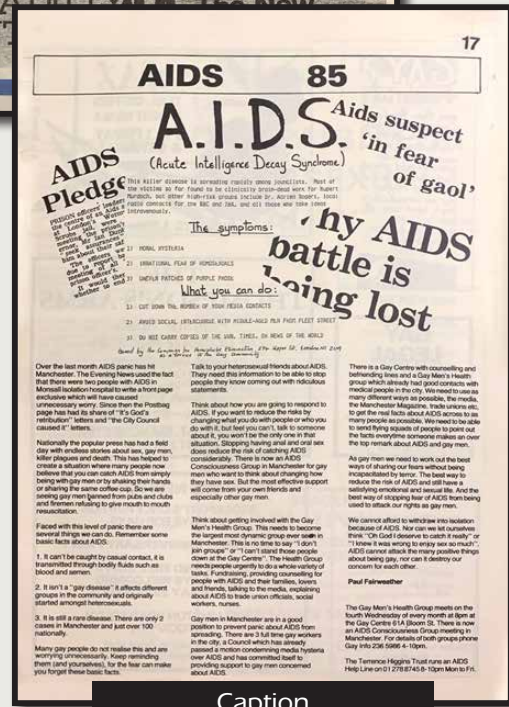 The New
17
AIDS 85
A.I.D.S.
(Acute Intelligence Decay Syndrome)
AIDS
Pledge
Aids suspect
'in fear
of gaol'
This killer disease is spreading rapidly among jounalists. Most of
the victims so far found to be clinically brain-dead work for Rupert
Murdoch, but other high-risk groups include Dr. Adrian Rogers, local
radio contacts for the BBC and IBA, and all those who take
intravenously.
PRISON officers' leaders
The symptoms:
1) MORAL HYSTERIA
2) IRRATIONAL FEAR OF HOMOSEXUALS
3) UNEVEN PATCHES OF PURPLE PROSE
hy AIDS
battle is
being lost
What you can do:
1) CUT DOWN THE NUMBER OF YOUR MEDIA CONTACTS
2) AVOID SOCIAL INTERCOURSE WITH MIDDLE-AGED MEN FROM FLEET STREET
3) DO NOT CARRY COPIES OF THE SUN, TIMES, OR NEWS OF THE WORLD
Over the last month AIDS panic has hit
Manchester. The Evening News used the fact
that there were two people with AIDS in
Monsall isolation hospital to write a front page
exclusive which will have caused
unnecessary worry. Since then the Postbag
page has had its share of "It's God's
retribution" letters and "the City Council
caused it" letters.
Nationally the popular press has had a field
day with endless stories about sex, gay men,
killer plagues and death. This has helped to
create a situation where many people now
believe that you can catch AIDS from simply
being with gay men or by shaking their hands
or sharing the same coffee cup. So we are
seeing gay men banned from pubs and clubs
and firemen refusing to give mouth to mouth
resuscitation.
Faced with this level of panic there are
several things we can do. Remember some
basic facts about AIDS.
1. It can't be caught by casual contact, it is
transmitted through bodily fluids such as
blood and semen.
2. It isn't a "gay disease" it affects different
groups in the community and originally
started amongst heterosexuals.
3. It is still a rare disease. There are only 2
cases in Manchester and just over 100
nationally.
Many gay people do not realise this and are
worrying unnecessarily. Keep reminding
them (and yourselves), for the fear can make
you forget these basic facts.
Talk to your heterosexual friends about AIDS.
They need this information to be able to stop
people they know coming out with ridiculous
statements.
Think about how you are going to respond to
AIDS. If you want to reduce the risks by
changing what you do with people or who you
do with it, but feel you can't, talk to someone
about it, you won't be the only one in that
situation. Stopping having anal and oral sex
does reduce the risk of catching AIDS
considerably. There is now an AIDS
Consciousness Group in Manchester for gay
men who want to think about changing how
they have sex. But the most effective support
will come from your own friends and
especially other gay men.
Think about getting involved with the Gay
Men's Health Group. This needs to become
the largest most dynamic group ever seen in
Manchester. This is no time to say "I don't
join groups" or "I can't stand those people
down at the Gay Centre". The Health Group
needs people urgently to do a whole variety of
tasks. Fundraising, providing counselling for
people with AIDS and their families, lovers
and friends, talking to the media, explaining
about AIDS to trade union officials, social
workers, nurses.
Gay men in Manchester are in a good
position to prevent panic about AIDS from
spreading. There are 3 full time gay workers
in the city, a Council which has already
passed a motion condemning media hysteria
over AIDS and has committed itself to
providing support to gay men concerned
about AIDS.
There is a Gay Centre with counselling and
befriending lines and a Gay Men's Health
group which already had good contacts with
medical people in the city. We need to use as
many different ways as possible, the media,
the Manchester Magazine, trade unions etc,
to get the real facts about AIDS across to as
many people as possible. We need to be able
to send flying squads of people to point out
the facts everytime someone makes an over
the top remark about AIDS and gay men.
As gay men we need to work out the best
ways of sharing our fears without being
incapacitated by terror. The best way to
reduce the risk of AIDS and still have a
satisfying emotional and sexual life. And the
best way of stopping fear of AIDS from being
used to attack our rights as gay men.
We cannot afford to withdraw into isolation
because of AIDS. Nor can we let ourselves
think "Oh God I deserve to catch it really" or
"I knew it was wrong to enjoy sex so much".
AIDS cannot attack the many positive things
about being gay, nor can it destroy our
concern for each other.
Paul Fairweather
The Gay Men's Health Group meets on the
fourth Wednesday of every month at 8pm at
the Gay Centre 61A Bloom St. There is now
an AIDS Consciousness Group meeting in
Manchester. For details of both groups phone
Gay Info 236 5986 4-10pm.
The Terrence Higgins Trust runs an AIDS
Help Line on 01 278 8745 8-10pm Mon to Fri.
Caption